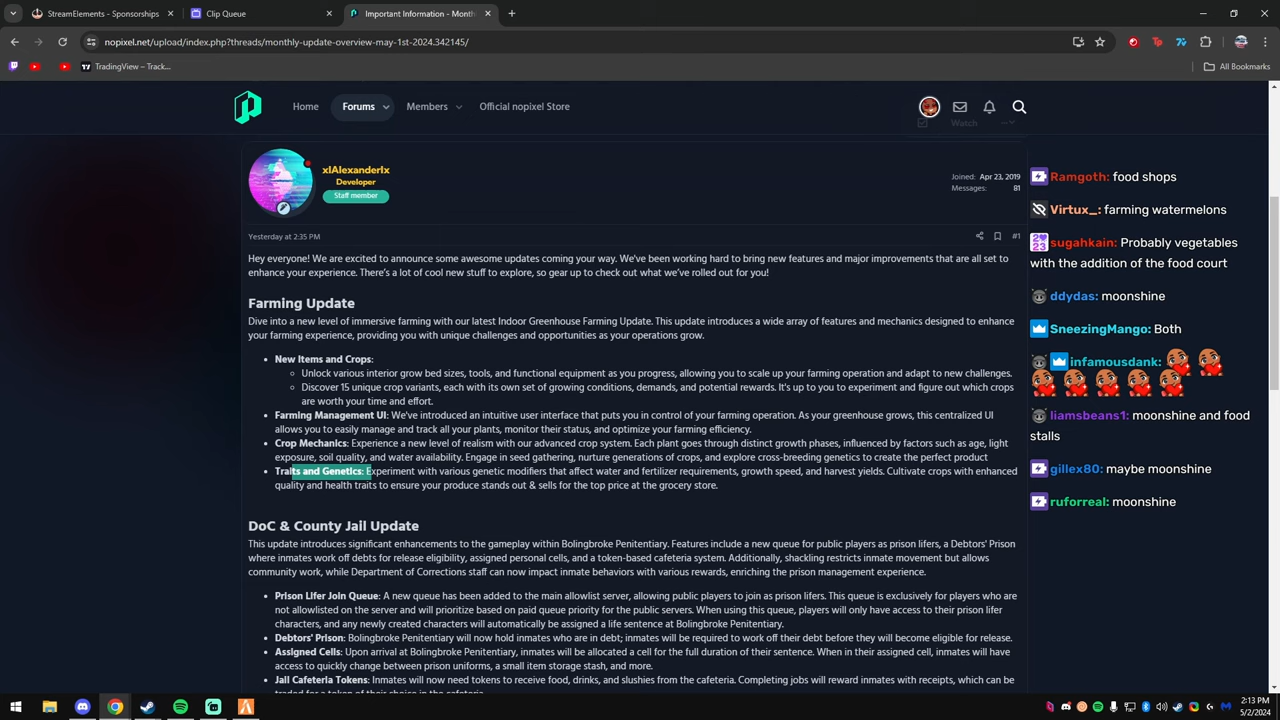 StreamElements - Sponsorships
Clip Queue
Important Information - Month
nopixel.net/upload/index.php?threads/monthly-update-overview-may-1st-2024.342145/
TradingView – Track...
All Bookmarks
Home
Forums
Members
Official nopixel Store
Watch
xIAlexanderIx
Developer
Staff member
Joined: Apr 23, 2019
Messages: 81
Yesterday at 2:35 PM
#1
Hey everyone! We are excited to announce some awesome updates coming your way. We've been working hard to bring new features and major improvements that are all set to
enhance your experience. There's a lot of cool new stuff to explore, so gear up to check out what we've rolled out for you!
Farming Update
Dive into a new level of immersive farming with our latest Indoor Greenhouse Farming Update. This update introduces a wide array of features and mechanics designed to enhance
your farming experience, providing you with unique challenges and opportunities as your operations grow.
New Items and Crops:
Unlock various interior grow bed sizes, tools, and functional equipment as you progress, allowing you to scale up your farming operation and adapt to new challenges.
Discover 15 unique crop variants, each with its own set of growing conditions, demands, and potential rewards. It's up to you to experiment and figure out which crops
are worth your time and effort.
Farming Management UI: We've introduced an intuitive user interface that puts you in control of your farming operation. As your greenhouse grows, this centralized UI
allows you to easily manage and track all your plants, monitor their status, and optimize your farming efficiency.
Crop Mechanics: Experience a new level of realism with our advanced crop system. Each plant goes through distinct growth phases, influenced by factors such as age, light
exposure, soil quality, and water availability. Engage in seed gathering, nurture generations of crops, and explore cross-breeding genetics to create the perfect product
Traits and Genetics: Experiment with various genetic modifiers that affect water and fertilizer requirements, growth speed, and harvest yields. Cultivate crops with enhanced
quality and health traits to ensure your produce stands out & sells for the top price at the grocery store.
DoC & County Jail Update
This update introduces significant enhancements to the gameplay within Bolingbroke Penitentiary. Features include a new queue for public players as prison lifers, a Debtors' Prison
where inmates work off debts for release eligibility, assigned personal cells, and a token-based cafeteria system. Additionally, shackling restricts inmate movement but allows
community work, while Department of Corrections staff can now impact inmate behaviors with various rewards, enriching the prison management experience.
Prison Lifer Join Queue: A new queue has been added to the main allowlist server, allowing public players to join as prison lifers. This queue is exclusively for players who are
not allowlisted on the server and will prioritize based on paid queue priority for the public servers. When using this queue, players will only have access to their prison lifer
characters, and any newly created characters will automatically be assigned a life sentence at Bolingbroke Penitentiary.
Debtors' Prison: Bolingbroke Penitentiary will now hold inmates who are in debt; inmates will be required to work off their debt before they will become eligible for release.
Assigned Cells: Upon arrival at Bolingbroke Penitentiary, inmates will be allocated a cell for the full duration of their sentence. When in their assigned cell, inmates will have
access to quickly change between prison uniforms, a small item storage stash, and more.
Jail Cafeteria Tokens: Inmates will now need tokens to receive food, drinks, and slushies from the cafeteria. Completing jobs will reward inmates with receipts, which can be
traded for a token of their choice in the cafeteria.
Ramgoth: food shops
Virtux_: farming watermelons
sugahkain: Probably vegetables
with the addition of the food court
ddydas: moonshine
SneezingMango: Both
infamousdank:
liamsbeans1: moonshine and food
stalls
gillex80: maybe moonshine
ruforreal: moonshine
2:13 PM
5/2/2024